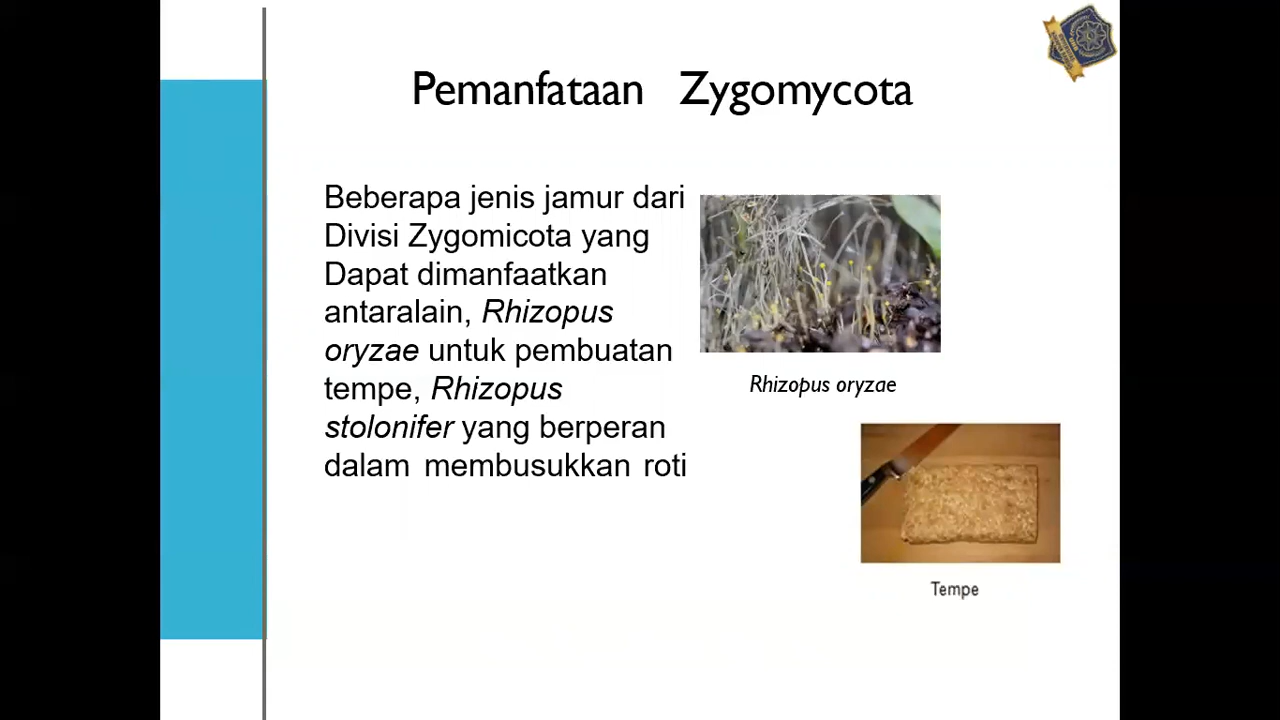 Pemanfataan Zygomycota
Beberapa jenis jamur dari
Divisi Zygomicota yang
Dapat dimanfaatkan
antaralain, Rhizopus
oryzae untuk pembuatan
tempe, Rhizopus
stolonifer yang berperan
dalam membusukkan roti
Rhizopus oryzae
Tempe